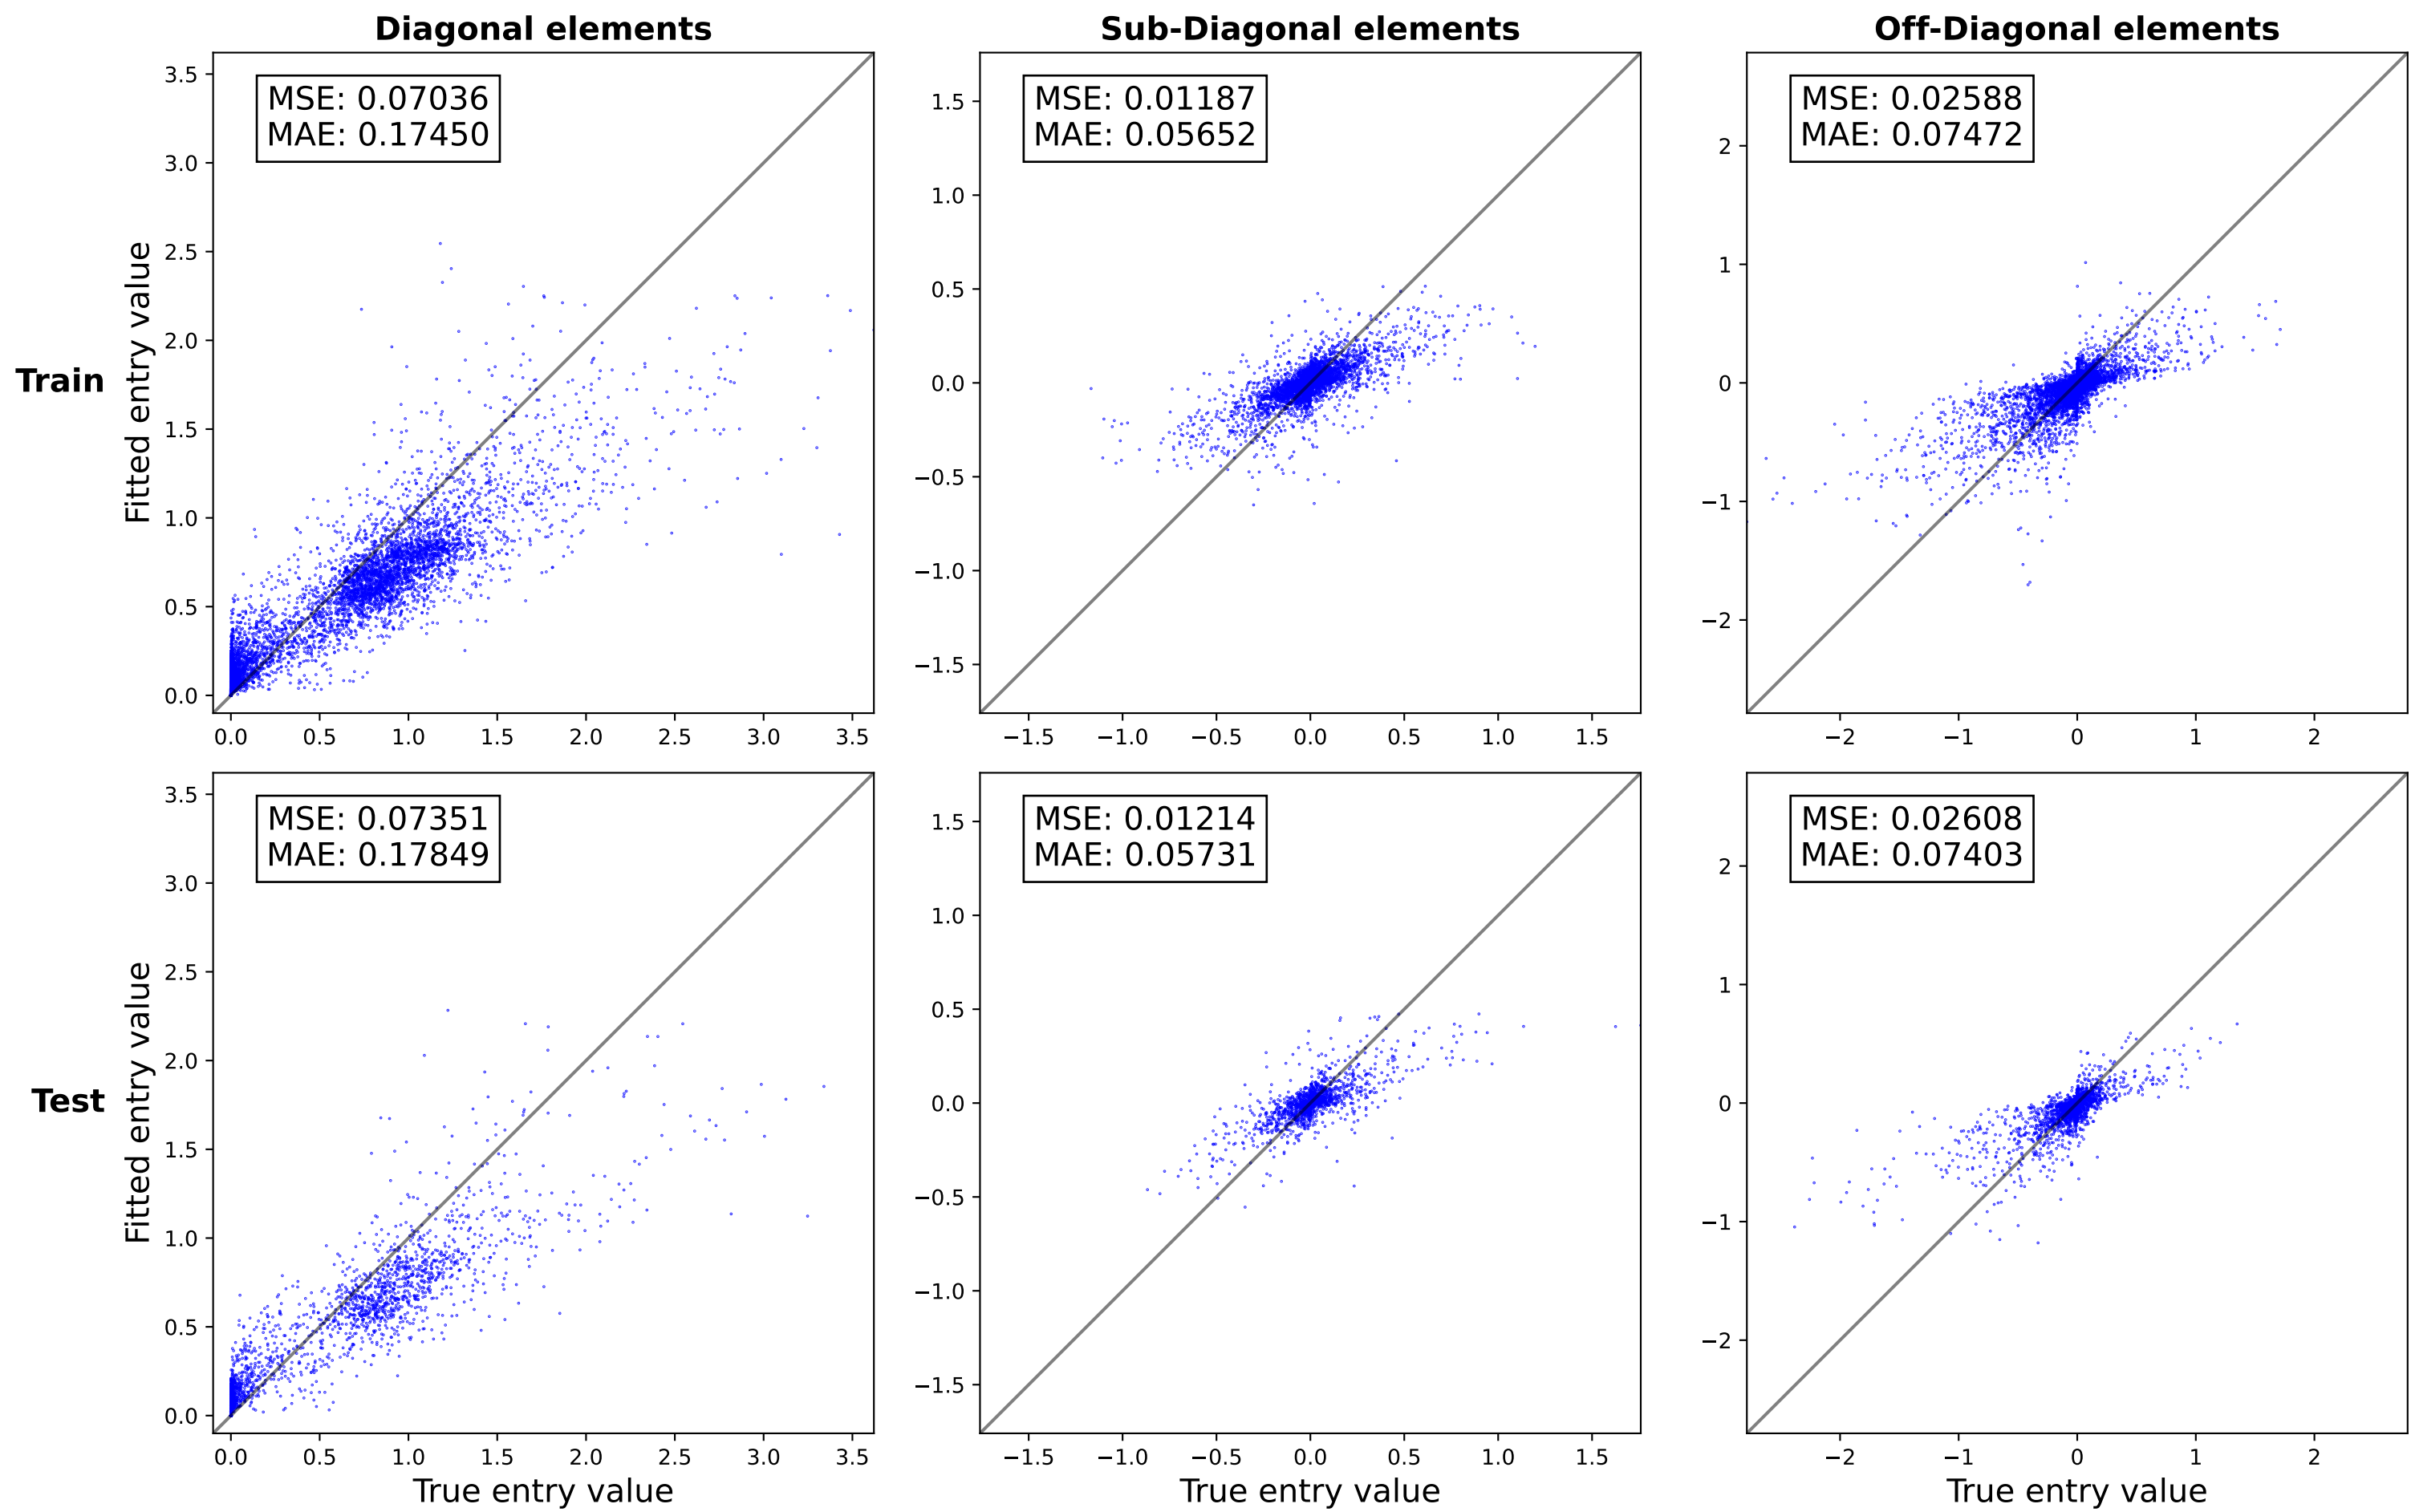 Diagonal elements
Sub-Diagonal elements
Off-Diagonal elements
Train
Fitted entry value
3.5
3.0
2.5
2.0
1.5
1.0
0.5
0.0
MSE: 0.07036
MAE: 0.17450
0.0 0.5 1.0 1.5 2.0 2.5 3.0 3.5
1.5
1.0
0.5
0.0
−0.5
−1.0
−1.5
MSE: 0.01187
MAE: 0.05652
−1.5 −1.0 −0.5 0.0 0.5 1.0 1.5
2
1
0
−1
−2
MSE: 0.02588
MAE: 0.07472
−2 −1 0 1 2
Test
Fitted entry value
3.5
3.0
2.5
2.0
1.5
1.0
0.5
0.0
MSE: 0.07351
MAE: 0.17849
0.0 0.5 1.0 1.5 2.0 2.5 3.0 3.5
True entry value
1.5
1.0
0.5
0.0
−0.5
−1.0
−1.5
MSE: 0.01214
MAE: 0.05731
−1.5 −1.0 −0.5 0.0 0.5 1.0 1.5
True entry value
2
1
0
−1
−2
MSE: 0.02608
MAE: 0.07403
−2 −1 0 1 2
True entry value